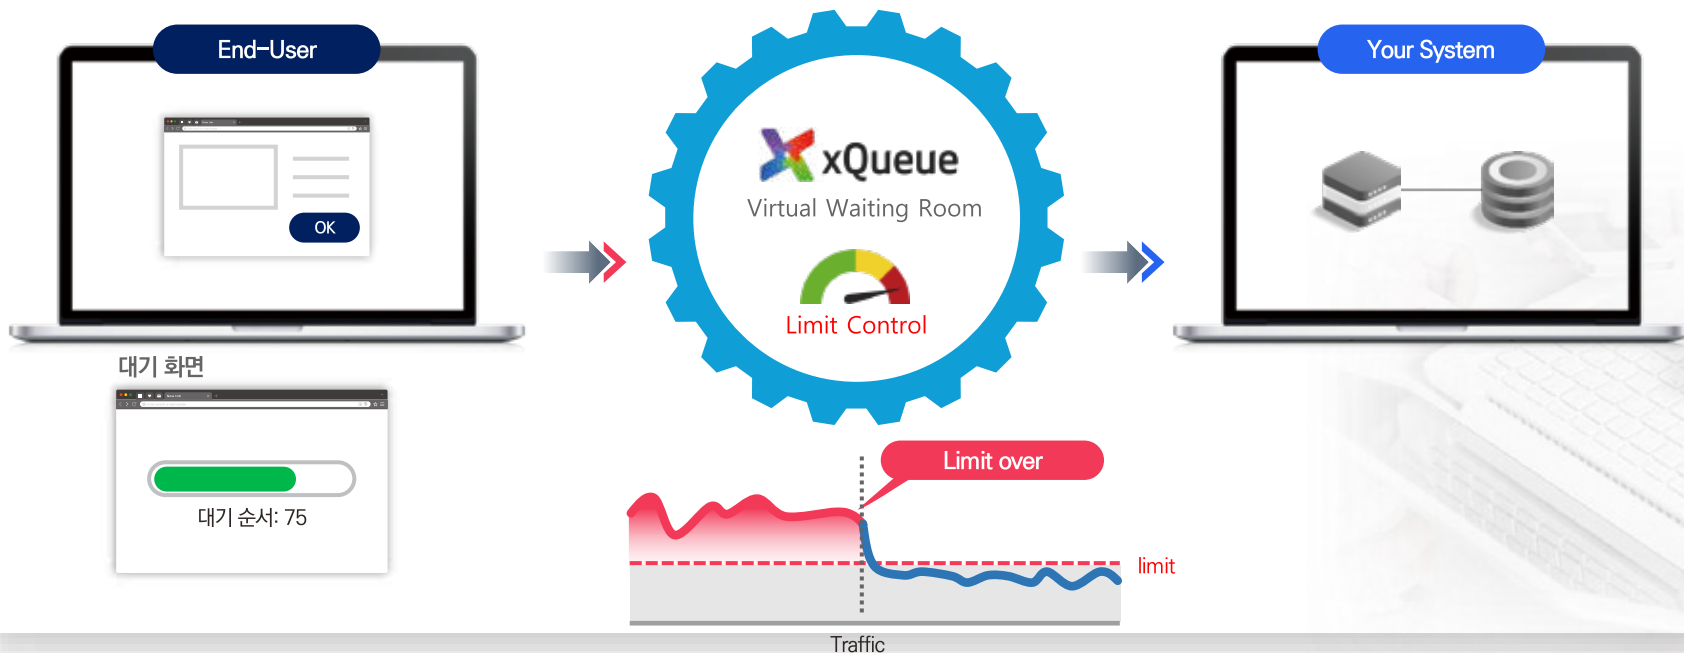 End-User
OK
대기 화면
대기 순서: 75
xQueue
Virtual Waiting Room
Limit Control
Your System
Limit over
limit
Traffic